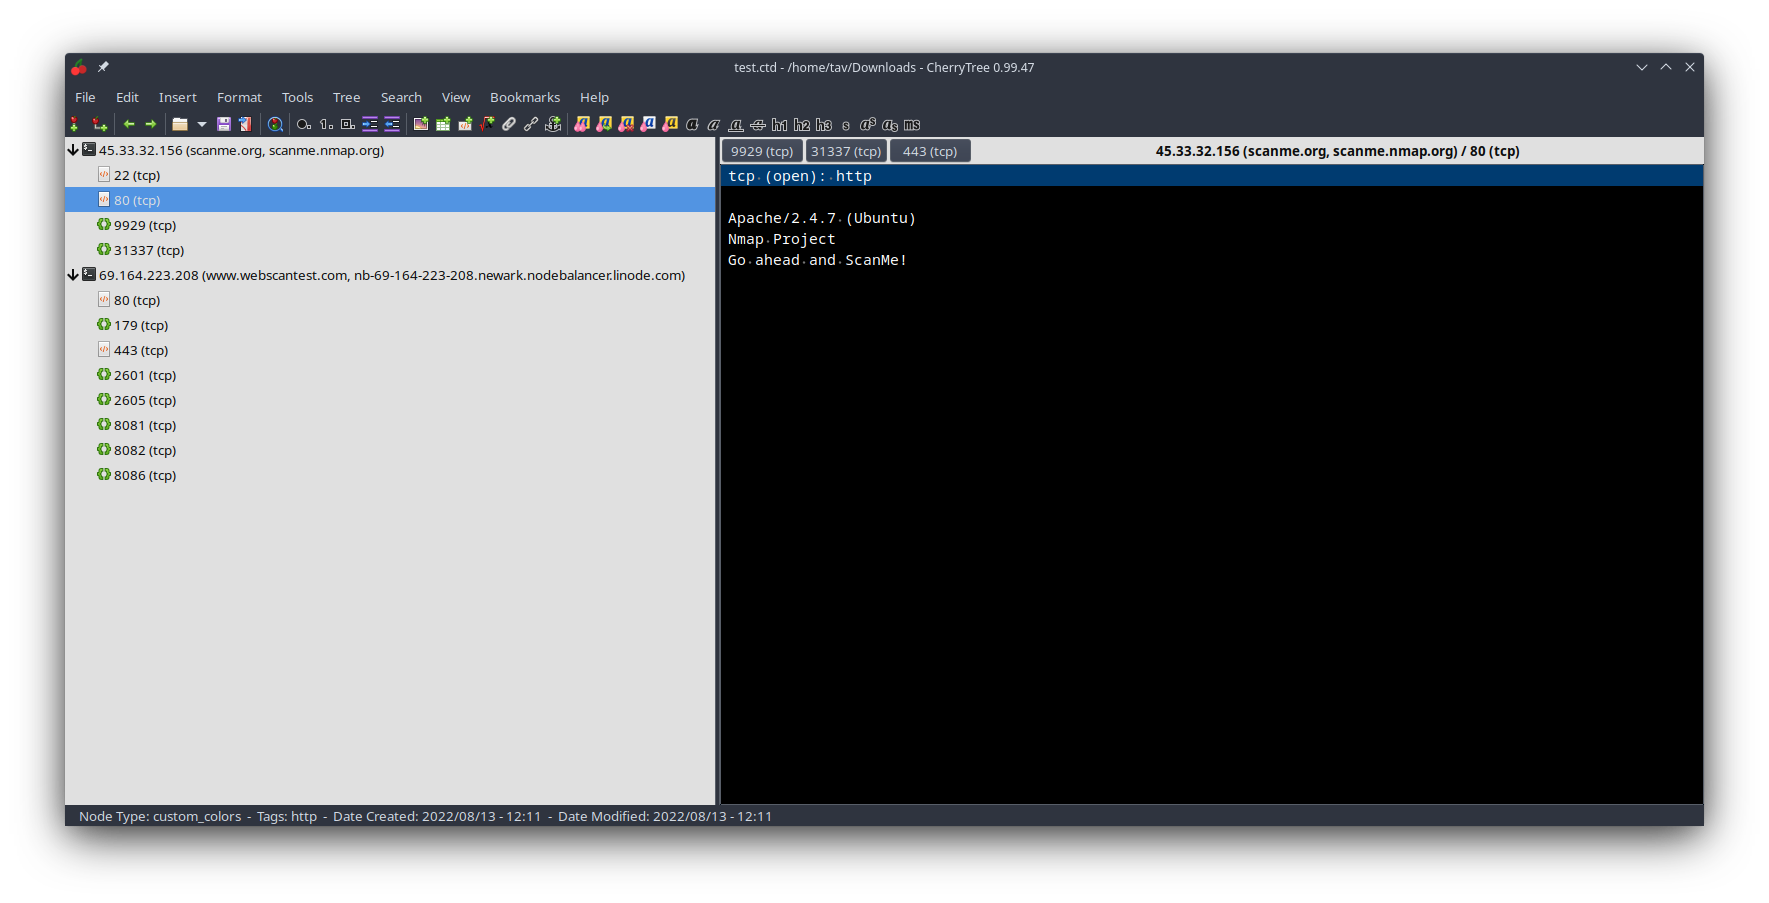 test.ctd - /home/tav/Downloads - CherryTree 0.99.47
File Edit Insert Format Tools Tree Search View Bookmarks Help
h1 h2 h3 s a^s a_s ms
45.33.32.156 (scanme.org, scanme.nmap.org)
22 (tcp)
80 (tcp)
9929 (tcp)
31337 (tcp)
69.164.223.208 (www.webscantest.com, nb-69-164-223-208.newark.nodebalancer.linode.com)
80 (tcp)
179 (tcp)
443 (tcp)
2601 (tcp)
2605 (tcp)
8081 (tcp)
8082 (tcp)
8086 (tcp)
9929 (tcp) 31337 (tcp) 443 (tcp) 45.33.32.156 (scanme.org, scanme.nmap.org) / 80 (tcp)
tcp (open): http
Apache/2.4.7 (Ubuntu)
Nmap Project
Go ahead and ScanMe!
Node Type: custom_colors - Tags: http - Date Created: 2022/08/13 - 12:11 - Date Modified: 2022/08/13 - 12:11